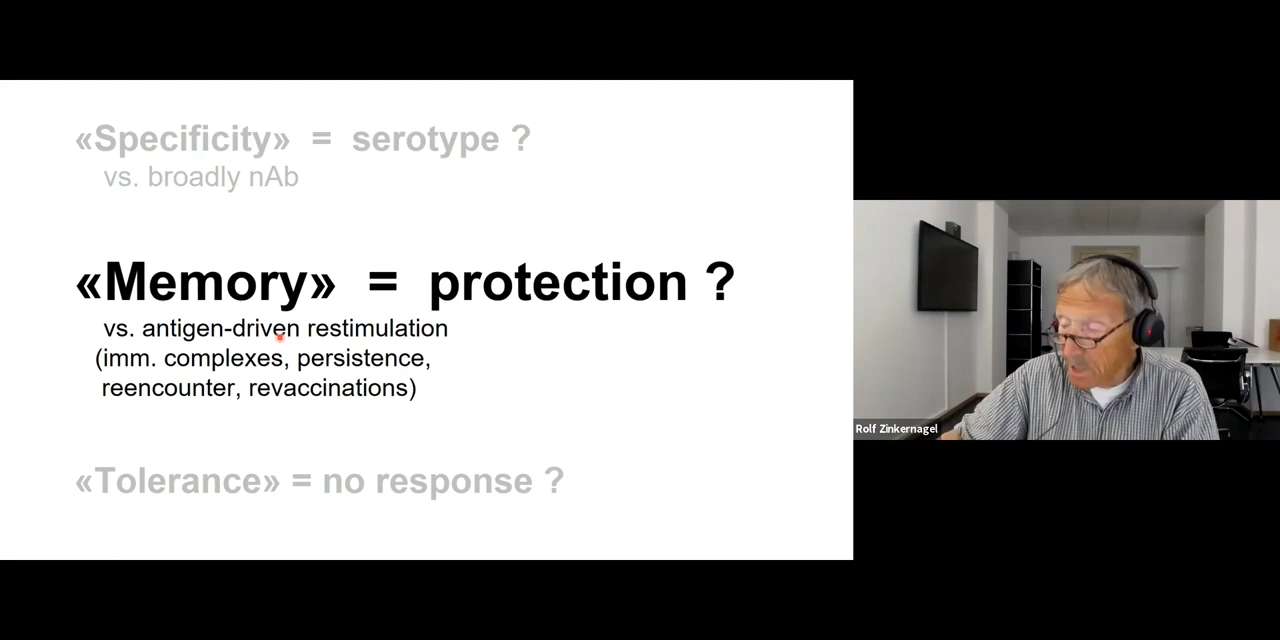 «Specificity» = serotype ?
vs. broadly nAb
«Memory» = protection ?
vs. antigen-driven restimulation
(imm. complexes, persistence,
reencounter, revaccinations)
«Tolerance» = no response ?
Rolf Zinkernagel